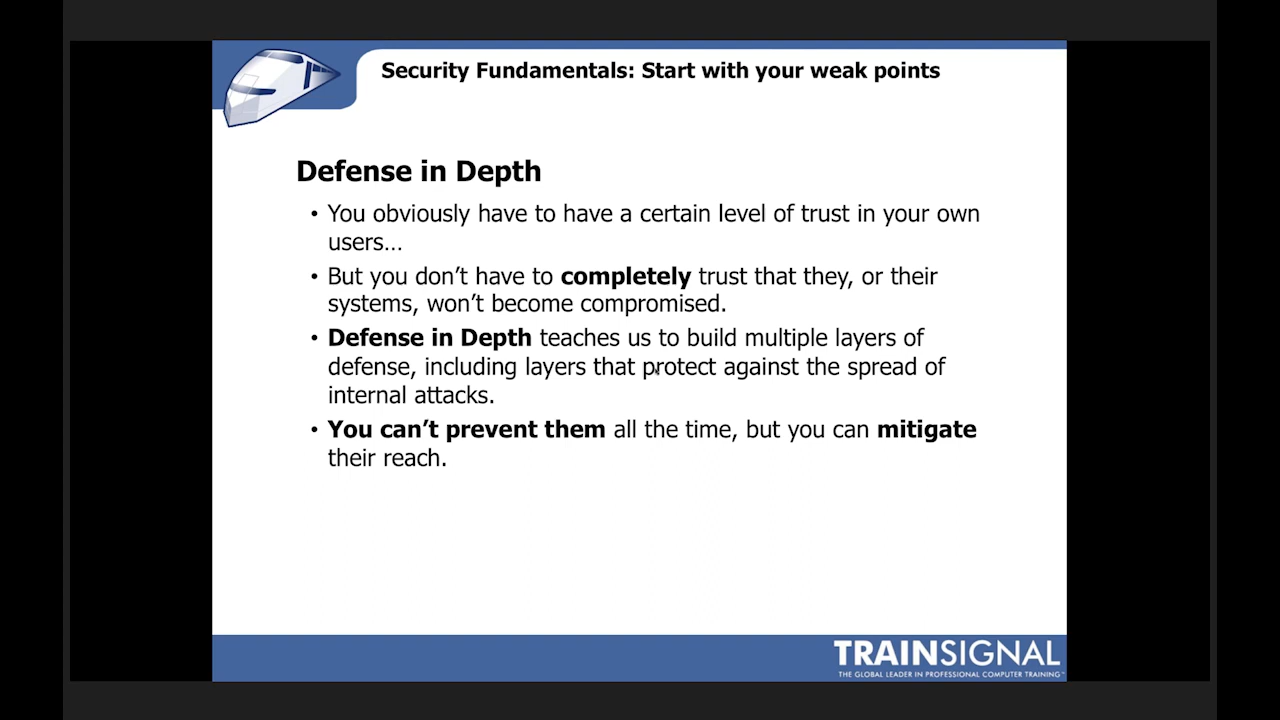 Security Fundamentals: Start with your weak points
Defense in Depth
• You obviously have to have a certain level of trust in your own
users…
• But you don’t have to completely trust that they, or their
systems, won’t become compromised.
• Defense in Depth teaches us to build multiple layers of
defense, including layers that protect against the spread of
internal attacks.
• You can’t prevent them all the time, but you can mitigate
their reach.
TRAINSIGNAL
THE GLOBAL LEADER IN PROFESSIONAL COMPUTER TRAINING